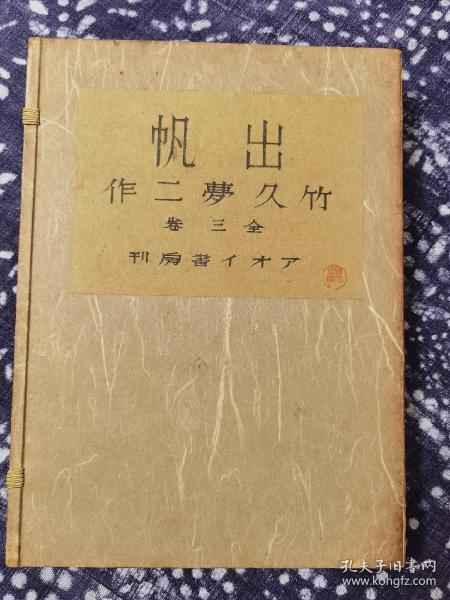 出帆
竹久夢二作
全三卷
アオイ書房刊
孔夫子旧书网
www.kongfz.com